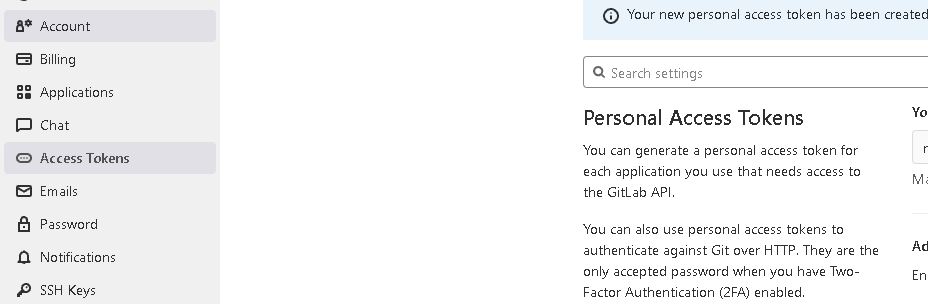 Account
Billing
Applications
Chat
Access Tokens
Emails
Password
Notifications
SSH Keys
Your new personal access token has been created
Search settings
Personal Access Tokens
You can generate a personal access token for
each application you use that needs access to
the GitLab API.
You can also use personal access tokens to
authenticate against Git over HTTP. They are the
only accepted password when you have Two-
Factor Authentication (2FA) enabled.
Yo
Ma
Ad
En